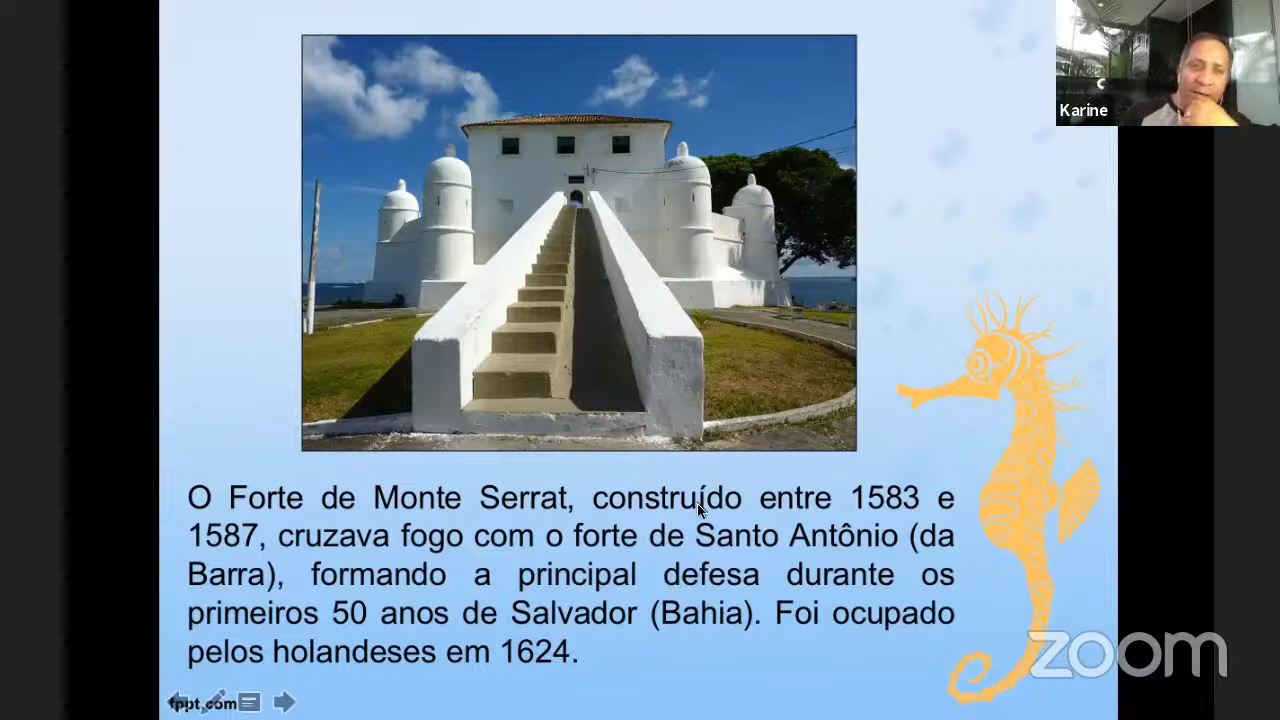 Karine
O Forte de Monte Serrat, construído entre 1583 e
1587, cruzava fogo com o forte de Santo Antônio (da
Barra), formando a principal defesa durante os
primeiros 50 anos de Salvador (Bahia). Foi ocupado
pelos holandeses em 1624.
zoom
fppt.com